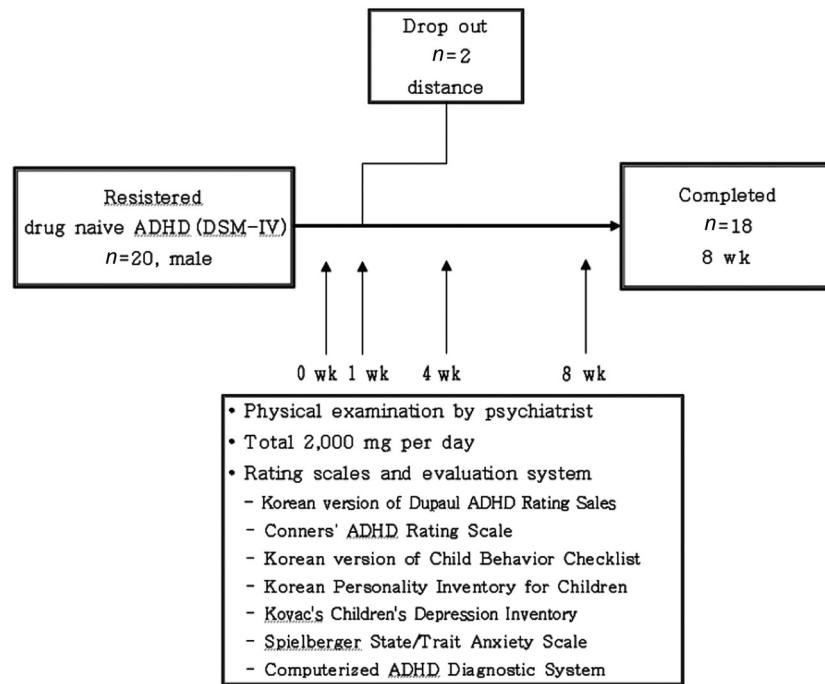 Drop out
n=2
distance
Resistered
drug naive ADHD (DSM-IV)
n=20, male
Completed
n=18
8 wk
0 wk 1 wk 4 wk 8 wk
• Physical examination by psychiatrist
• Total 2,000 mg per day
• Rating scales and evaluation system
- Korean version of Dupaul ADHD Rating Sales
- Conners' ADHD Rating Scale
- Korean version of Child Behavior Checklist
- Korean Personality Inventory for Children
- Kovac's Children's Depression Inventory
- Spielberger State/Trait Anxiety Scale
- Computerized ADHD Diagnostic System